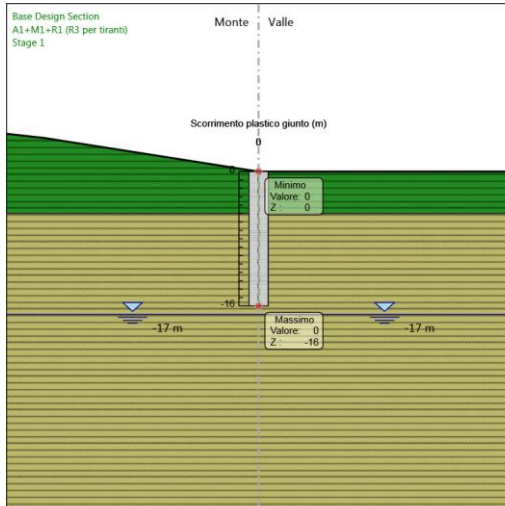 Base Design Section
A1+M1+R1 (R3 per tiranti)
Stage 1
Monte
Valle
Scorrimento plastico giunto (m)
0
0
Minimo
Valore: 0
Z : 0
-16
Massimo
Valore: 0
Z : -16
-17 m
-17 m